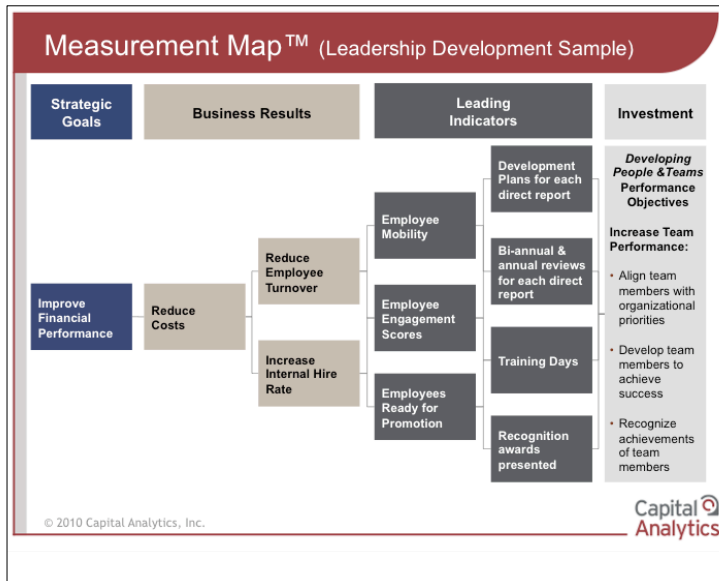 Measurement Map™ (Leadership Development Sample)
Strategic
Goals
Business Results
Leading
Indicators
Investment
Improve
Financial
Performance
Reduce
Costs
Reduce
Employee
Turnover
Increase
Internal Hire
Rate
Employee
Mobility
Employee
Engagement
Scores
Employees
Ready for
Promotion
Development
Plans for each
direct report
Bi-annual &
annual reviews
for each direct
report
Training Days
Recognition
awards
presented
Developing
People &Teams
Performance
Objectives
Increase Team
Performance:
• Align team
members with
organizational
priorities
• Develop team
members to
achieve
success
• Recognize
achievements
of team
members
© 2010 Capital Analytics, Inc.
Capital
Analytics